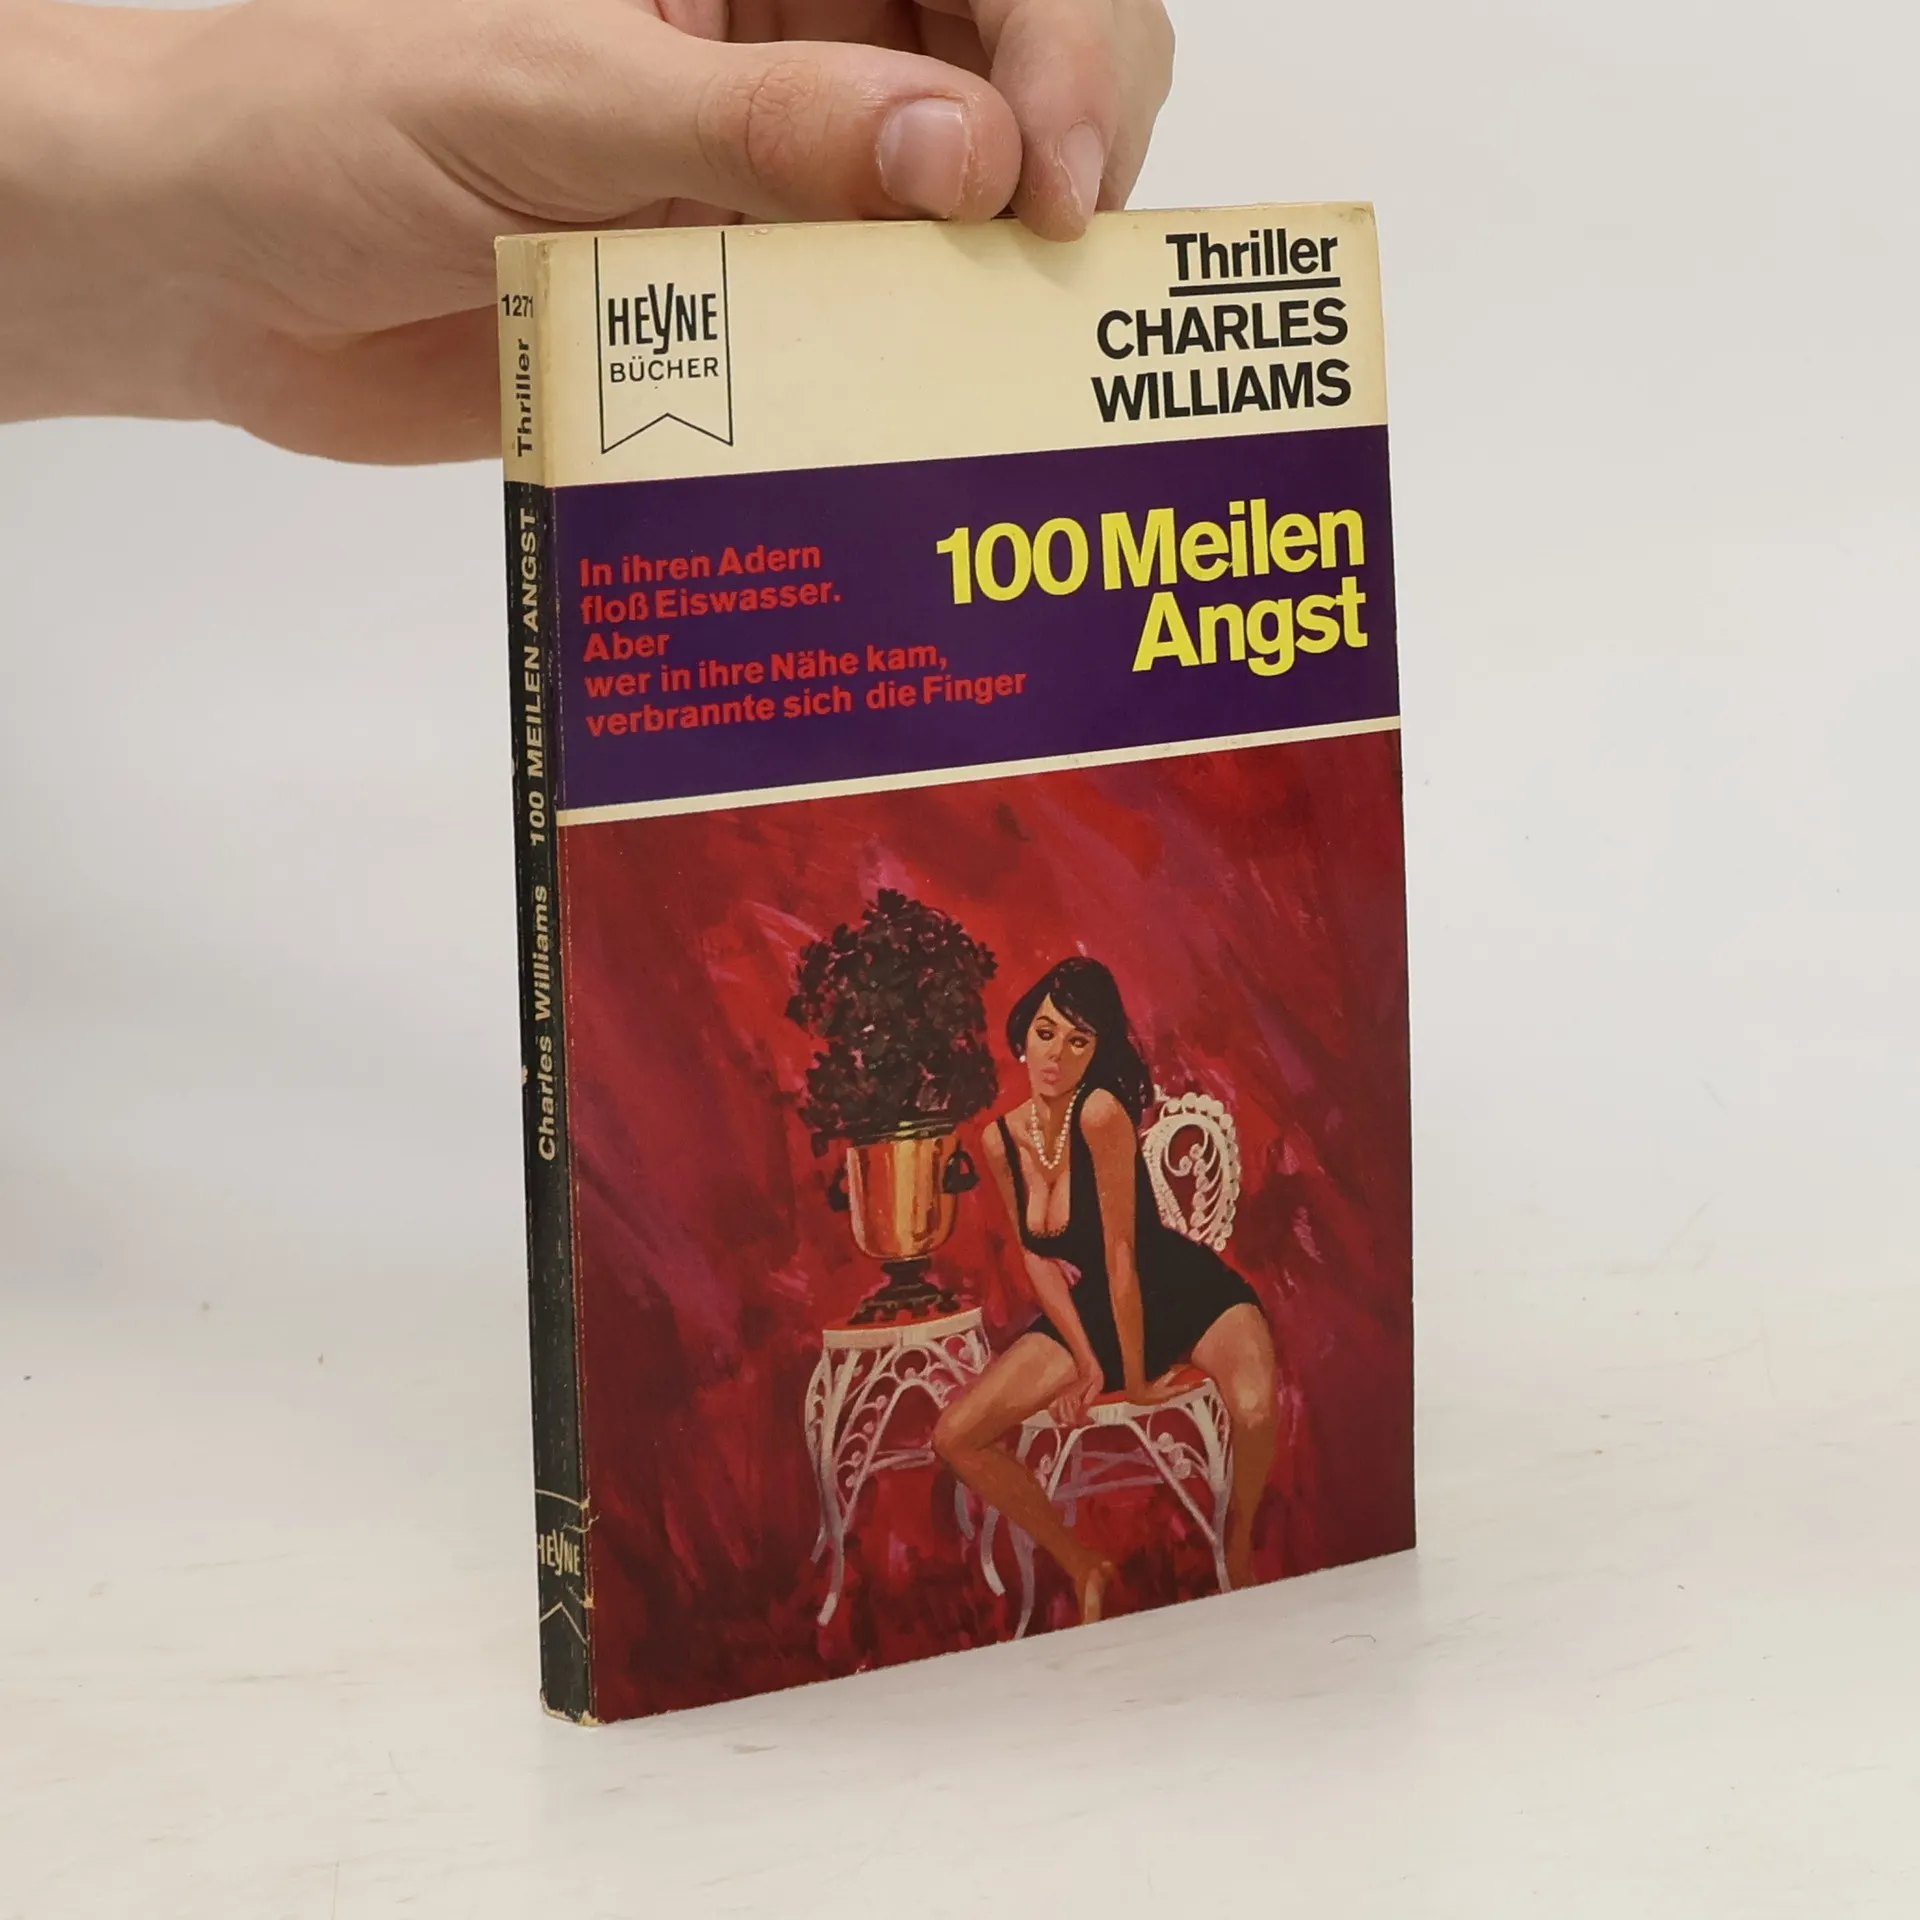 HEYNE
BÜCHER
Thriller
CHARLES
WILLIAMS
100 Meilen
Angst
In ihren Adern
floß Eiswasser.
Aber
wer in ihre Nähe kam,
verbrannte sich die Finger
1271
Charles Williams 100 MEILEN ANGST Thriller
HEYNE